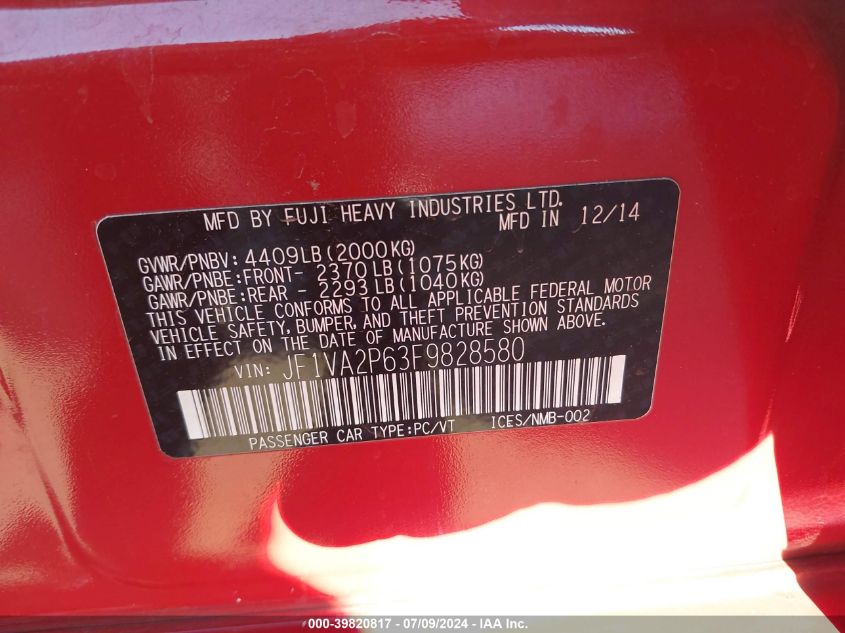 MFD BY FUJI HEAVY INDUSTRIES LTD.
MFD IN 12/14
GVWR/PNBV: 4409LB(2000KG)
GAWR/PNBE:FRONT- 2370LB(1075KG)
GAWR/PNBE:REAR - 2293LB(1040KG)
THIS VEHICLE CONFORMS TO ALL APPLICABLE FEDERAL MOTOR
VEHICLE SAFETY, BUMPER, AND THEFT PREVENTION STANDARDS
IN EFFECT ON THE DATE OF MANUFACTURE SHOWN ABOVE.
VIN: JF1VA2P63F9828580
PASSENGER CAR TYPE:PC/VT ICES/NMB-002
000-39820817 - 07/09/2024 - IAA Inc.